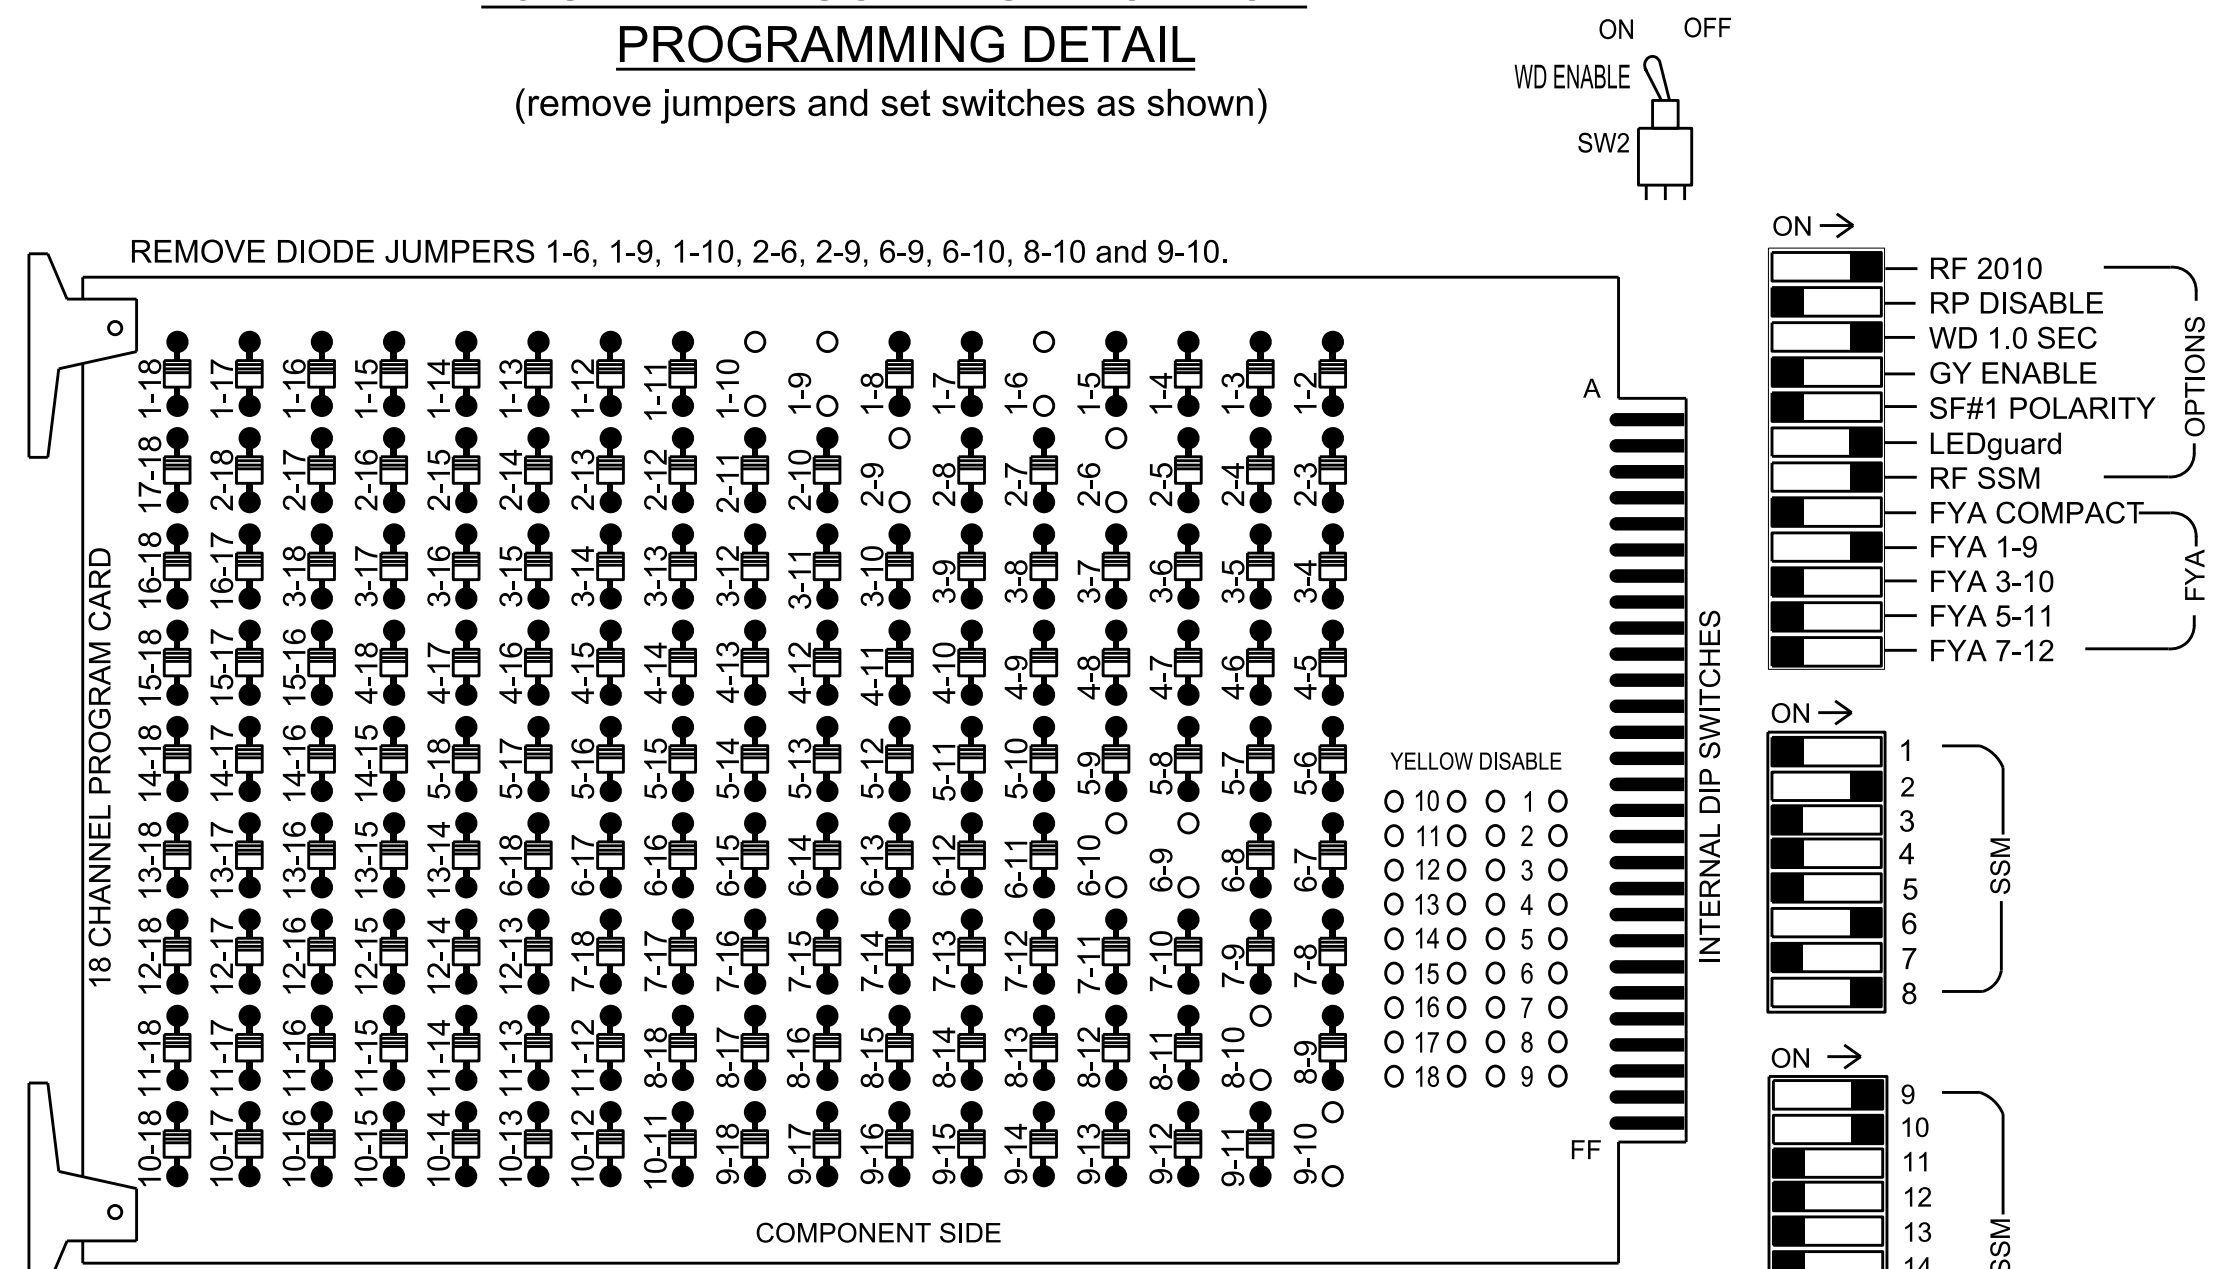 PROGRAMMING DETAIL
(remove jumpers and set switches as shown)
ON OFF
WD ENABLE
SW2
REMOVE DIODE JUMPERS 1-6, 1-9, 1-10, 2-6, 2-9, 6-9, 6-10, 8-10 and 9-10.
18 CHANNEL PROGRAM CARD
1-18 1-17 1-16 1-15 1-14 1-13 1-12 1-11 1-10 1-9 1-8 1-7 1-6 1-5 1-4 1-3 1-2
17-18 2-18 2-17 2-16 2-15 2-14 2-13 2-12 2-11 2-10 2-9 2-8 2-7 2-6 2-5 2-4 2-3
16-18 16-17 3-18 3-17 3-16 3-15 3-14 3-13 3-12 3-11 3-10 3-9 3-8 3-7 3-6 3-5 3-4
15-18 15-17 15-16 4-18 4-17 4-16 4-15 4-14 4-13 4-12 4-11 4-10 4-9 4-8 4-7 4-6 4-5
14-18 14-17 14-16 14-15 5-18 5-17 5-16 5-15 5-14 5-13 5-12 5-11 5-10 5-9 5-8 5-7 5-6
13-18 13-17 13-16 13-15 13-14 6-18 6-17 6-16 6-15 6-14 6-13 6-12 6-11 6-10 6-9 6-8 6-7
12-18 12-17 12-16 12-15 12-14 12-13 7-18 7-17 7-16 7-15 7-14 7-13 7-12 7-11 7-10 7-9 7-8
11-18 11-17 11-16 11-15 11-14 11-13 11-12 8-18 8-17 8-16 8-15 8-14 8-13 8-12 8-11 8-10 8-9
10-18 10-17 10-16 10-15 10-14 10-13 10-12 10-11 9-18 9-17 9-16 9-15 9-14 9-13 9-12 9-11 9-10
COMPONENT SIDE
YELLOW DISABLE
10 1
11 2
12 3
13 4
14 5
15 6
16 7
17 8
18 9
A
FF
INTERNAL DIP SWITCHES
ON
RF 2010
RP DISABLE
WD 1.0 SEC
GY ENABLE
SF#1 POLARITY
LEDguard
RF SSM
OPTIONS
FYA COMPACT
FYA 1-9
FYA 3-10
FYA 5-11
FYA 7-12
FYA
ON
1
2
3
4
5
6
7
8
SSM
ON
9
10
11
12
13
14
SSM